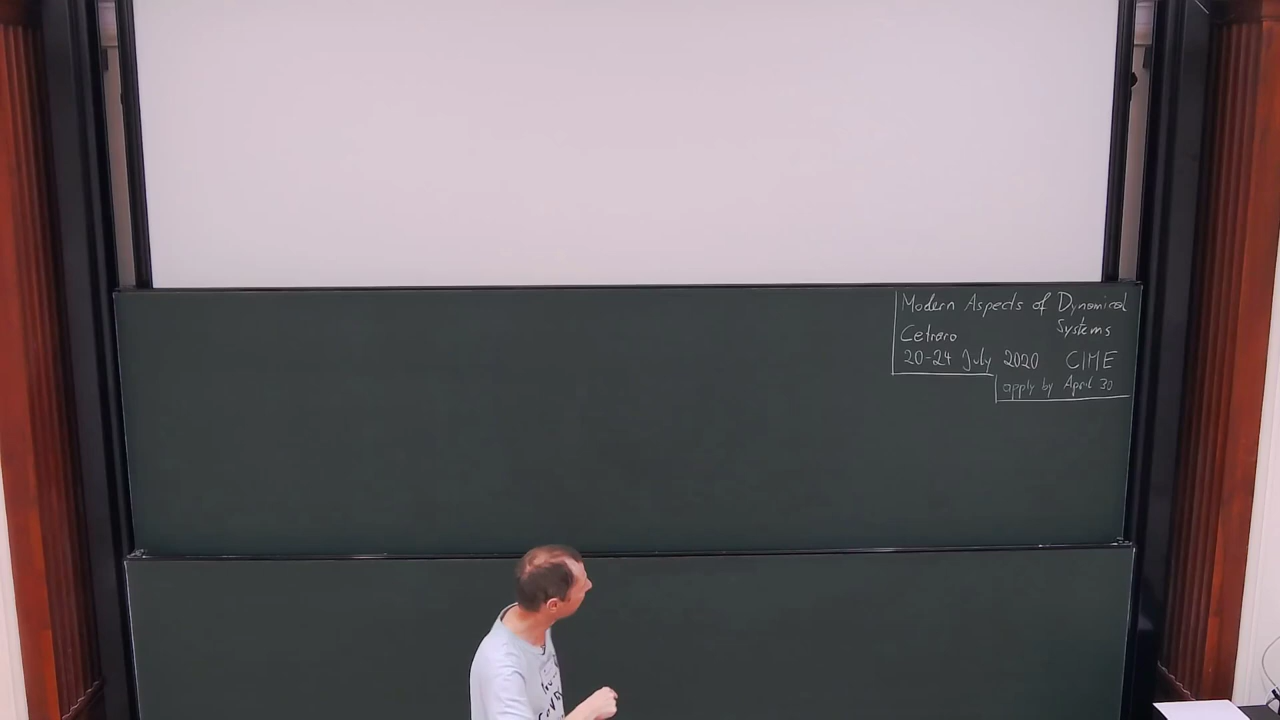 Modern Aspects of Dynamical
Cetraro Systems
20-24 July 2020 CIME
apply by April 30